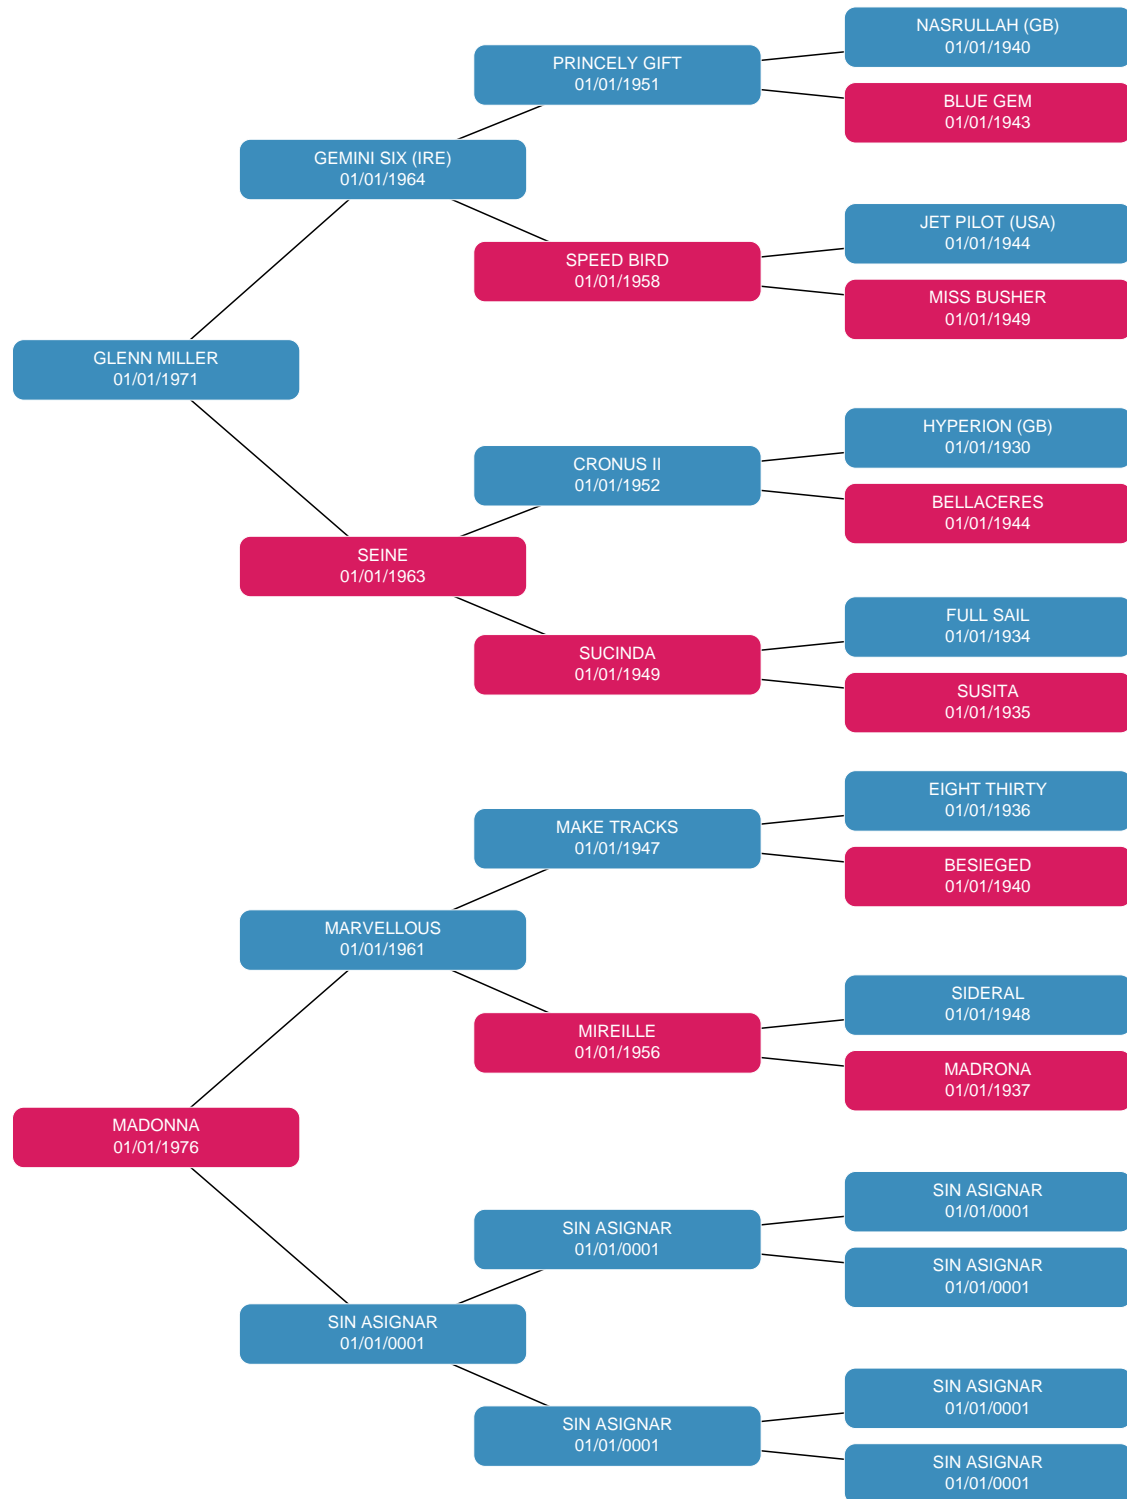 NASRULLAH (GB)
01/01/1940
PRINCELY GIFT
01/01/1951
BLUE GEM
01/01/1943
GEMINI SIX (IRE)
01/01/1964
JET PILOT (USA)
01/01/1944
SPEED BIRD
01/01/1958
MISS BUSHER
01/01/1949
GLENN MILLER
01/01/1971
HYPERION (GB)
01/01/1930
CRONUS II
01/01/1952
BELLACERES
01/01/1944
SEINE
01/01/1963
FULL SAIL
01/01/1934
SUCINDA
01/01/1949
SUSITA
01/01/1935
EIGHT THIRTY
01/01/1936
MAKE TRACKS
01/01/1947
BESIEGED
01/01/1940
MARVELLOUS
01/01/1961
SIDERAL
01/01/1948
MIREILLE
01/01/1956
MADRONA
01/01/1937
MADONNA
01/01/1976
SIN ASIGNAR
01/01/0001
SIN ASIGNAR
01/01/0001
SIN ASIGNAR
01/01/0001
SIN ASIGNAR
01/01/0001
SIN ASIGNAR
01/01/0001
SIN ASIGNAR
01/01/0001
SIN ASIGNAR
01/01/0001